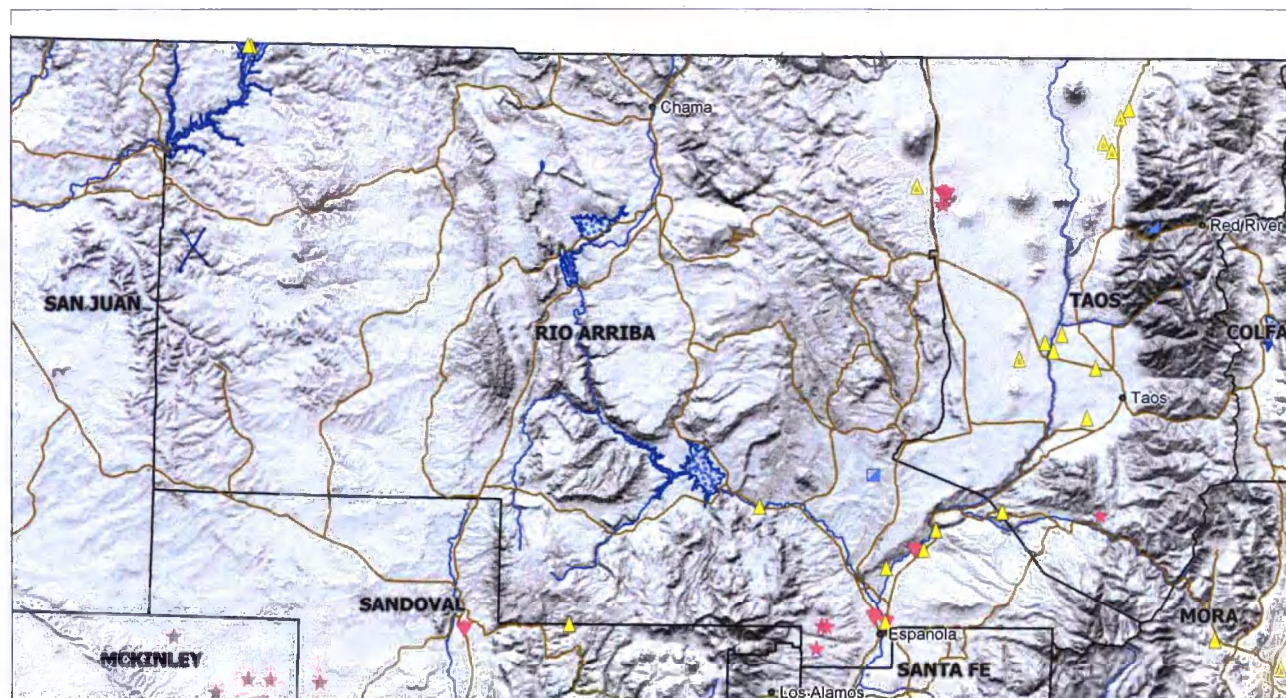 Chama
Red River
SAN JUAN
TAOS
RIO ARRIBA
COLFA
Taos
SANDOVAL
MORA
Espanola
MCKINLEY
SANTA FE
Los Alamos